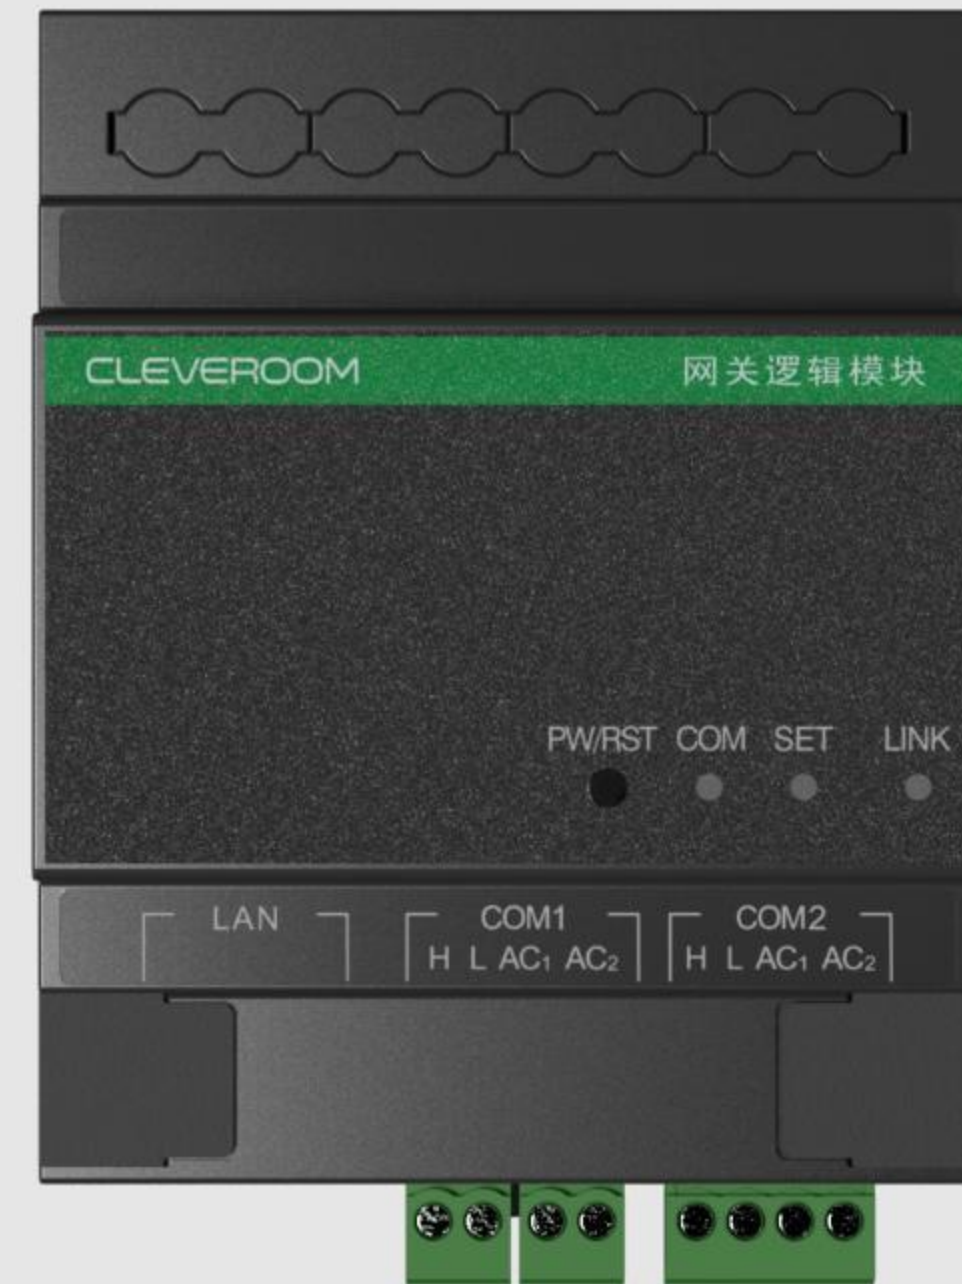 CLEVEROOM 网关逻辑模块
PW/RST COM SET LINK
LAN COM1 COM2
H L AC₁ AC₂ H L AC₁ AC₂